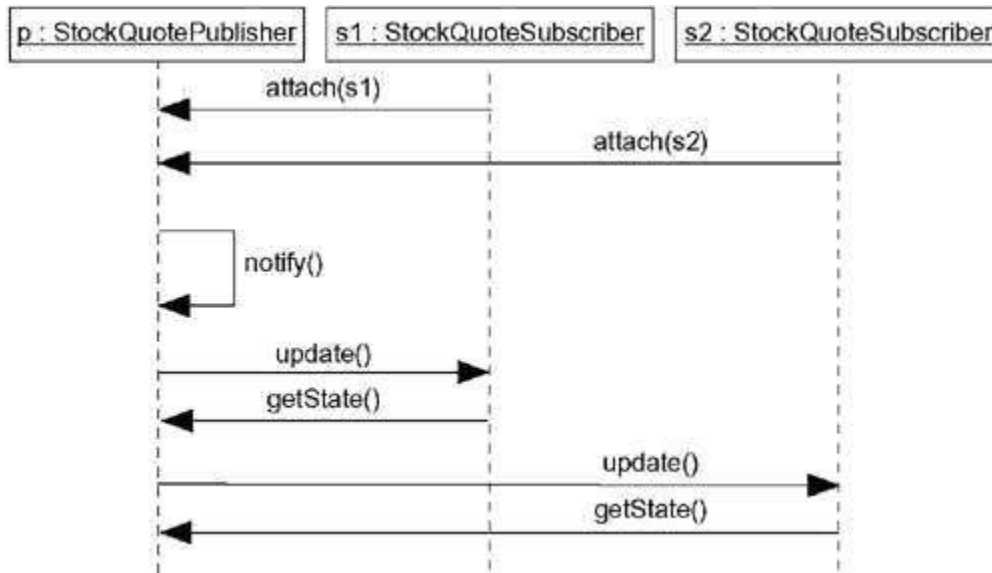 p : StockQuotePublisher
s1 : StockQuoteSubscriber
s2 : StockQuoteSubscriber
attach(s1)
attach(s2)
notify()
update()
getState()
update()
getState()